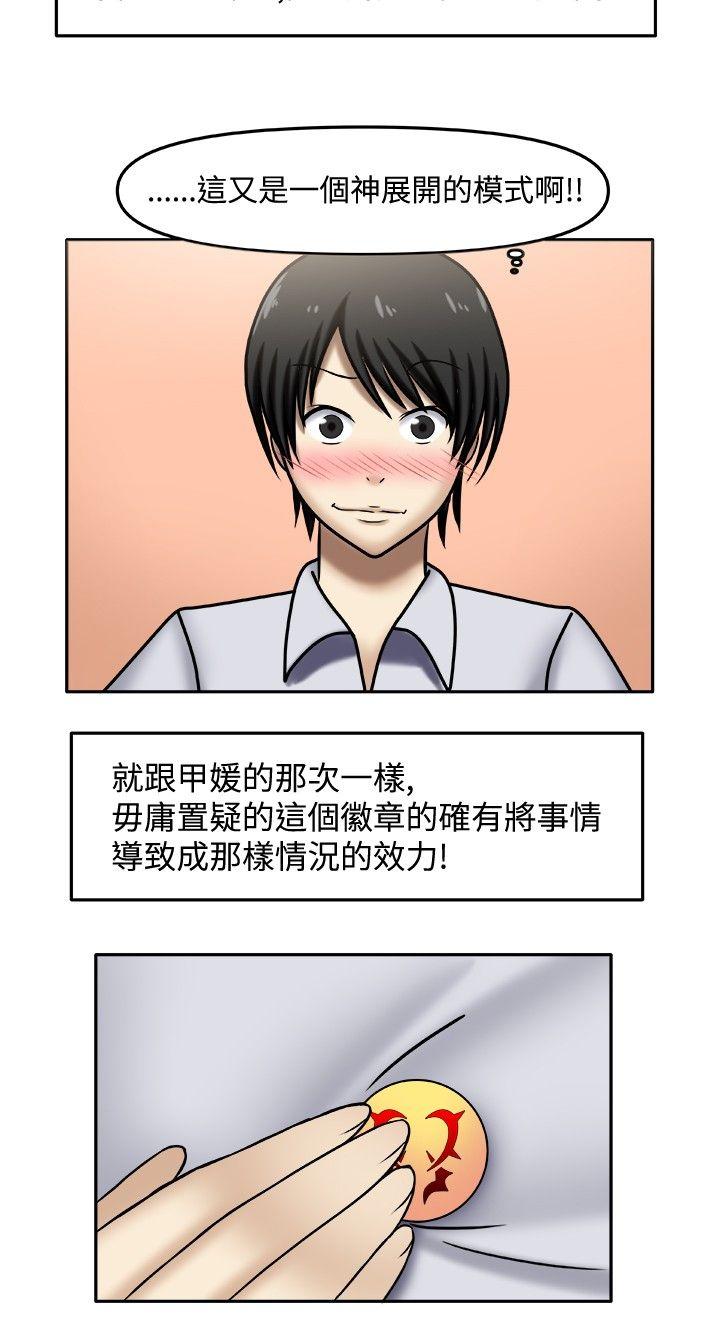 ......這又是一個神展開的模式啊!!
就跟甲媛的那次一樣,
毋庸置疑的這個徽章的確有將事情
導致成那樣情況的效力!